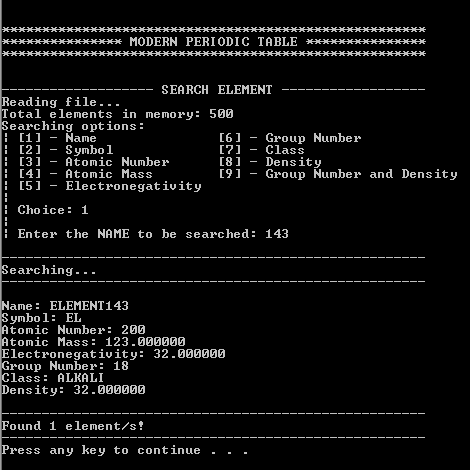 *****************************************************
*************** MODERN PERIODIC TABLE ***************
*****************************************************
------------------- SEARCH ELEMENT ------------------
Reading file...
Total elements in memory: 500
Searching options:
¦ [1] - Name            [6] - Group Number
¦ [2] - Symbol          [7] - Class
¦ [3] - Atomic Number   [8] - Density
¦ [4] - Atomic Mass     [9] - Group Number and Density
¦ [5] - Electronegativity
¦
¦ Choice: 1
¦
¦ Enter the NAME to be searched: 143
-----------------------------------------------------
Searching...
-----------------------------------------------------
Name: ELEMENT143
Symbol: EL
Atomic Number: 200
Atomic Mass: 123.000000
Electronegativity: 32.000000
Group Number: 18
Class: ALKALI
Density: 32.000000
-----------------------------------------------------
Found 1 element/s!
-----------------------------------------------------
Press any key to continue . . .